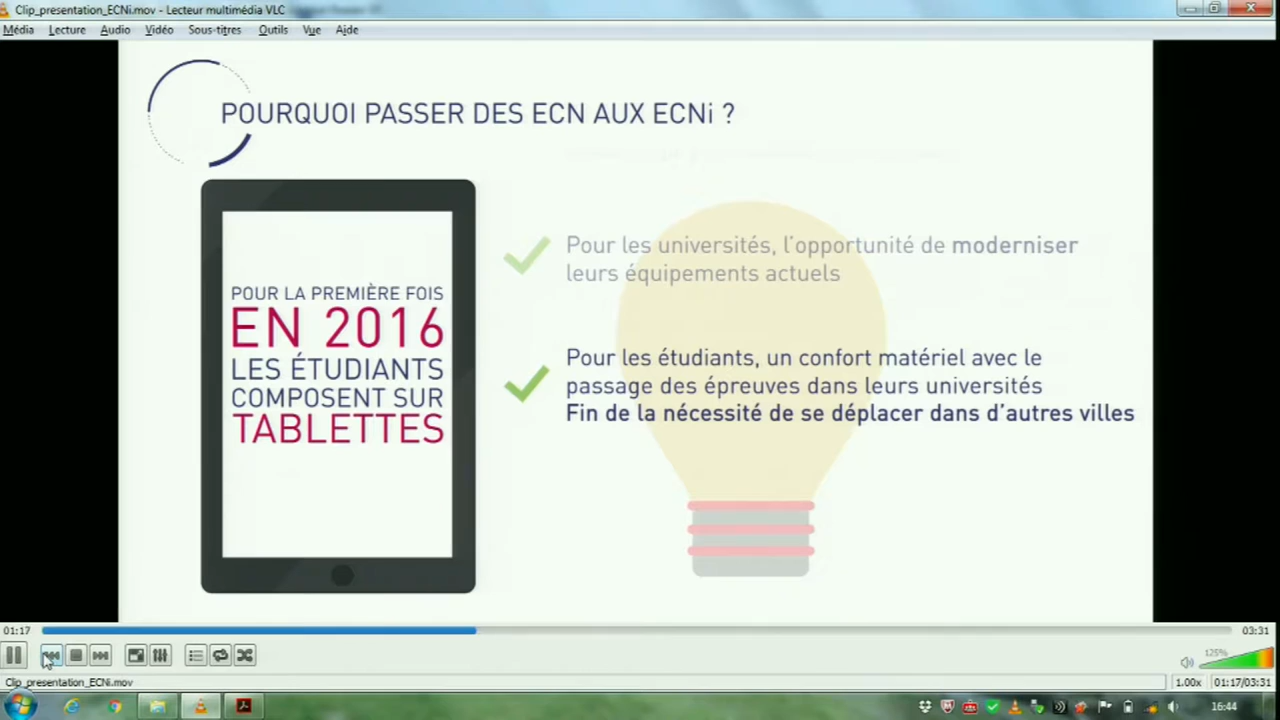 Clip_presentation_ECNi.mov - Lecteur multimédia VLC
Média Lecture Audio Vidéo Sous-titres Outils Vue Aide
POURQUOI PASSER DES ECN AUX ECNi ?
POUR LA PREMIÈRE FOIS
EN 2016
LES ÉTUDIANTS
COMPOSENT SUR
TABLETTES
Pour les universités, l'opportunité de moderniser
leurs équipements actuels
Pour les étudiants, un confort matériel avec le
passage des épreuves dans leurs universités
Fin de la nécessité de se déplacer dans d'autres villes
01:17
03:31
125%
Clip_presentation_ECNi.mov
1.00x 01:17/03:31
16:44